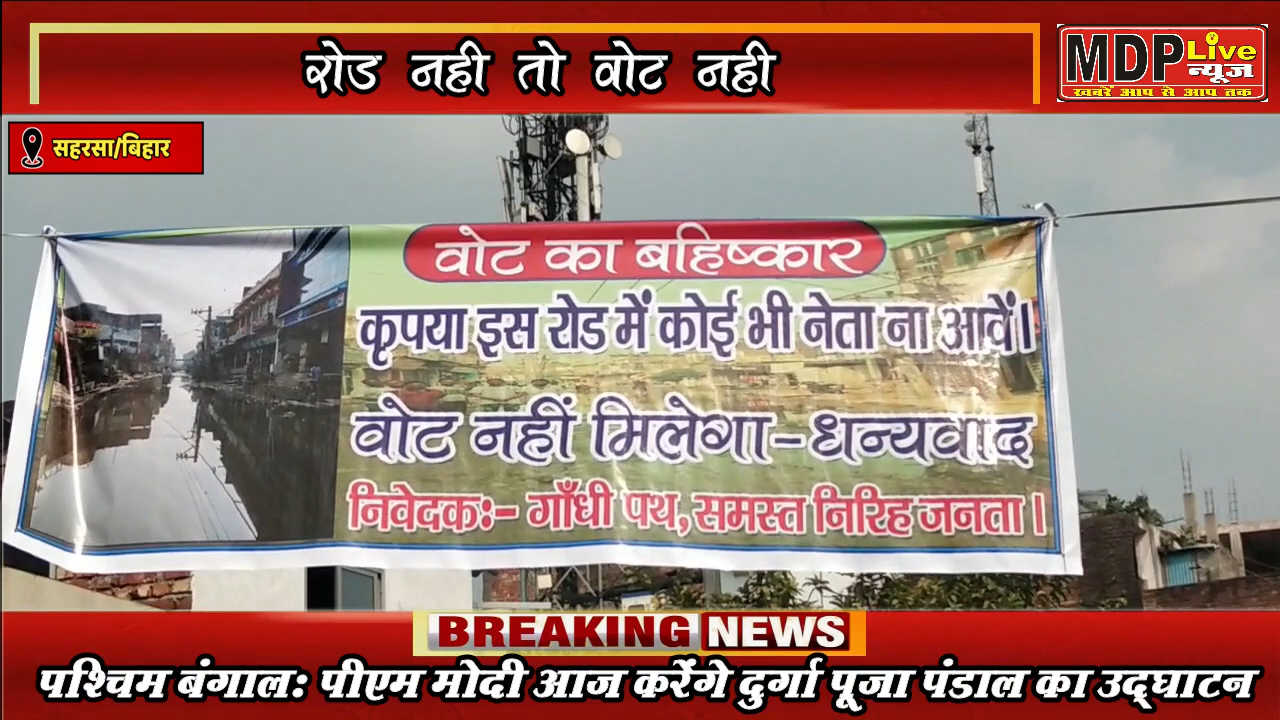 रोड नही तो वोट नही
MDP Live न्यूज
खबरें आप से आप तक
सहरसा/बिहार
वोट का बहिष्कार
कृपया इस रोड में कोई भी नेता ना आवें।
वोट नहीं मिलेगा-धन्यवाद
निवेदक:- गाँधी पथ, समस्त निरिह जनता।
BREAKING NEWS
पश्चिम बंगाल: पीएम मोदी आज करेंगे दुर्गा पूजा पंडाल का उद्घाटन